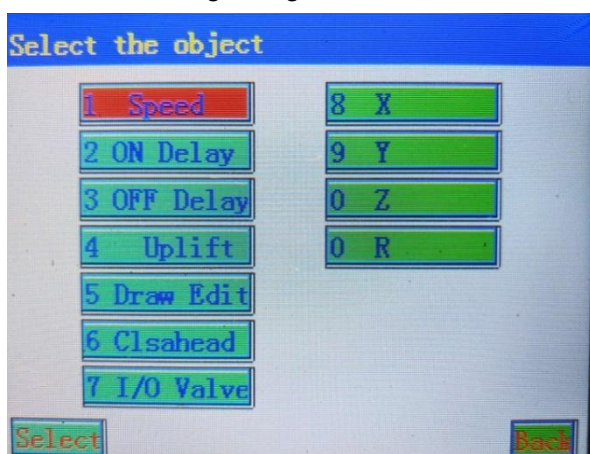 Select the object
1 Speed
2 ON Delay
3 OFF Delay
4 Uplift
5 Draw Edit
6 Clsahead
7 I/O Valve
8 X
9 Y
0 Z
0 R
Select
Back